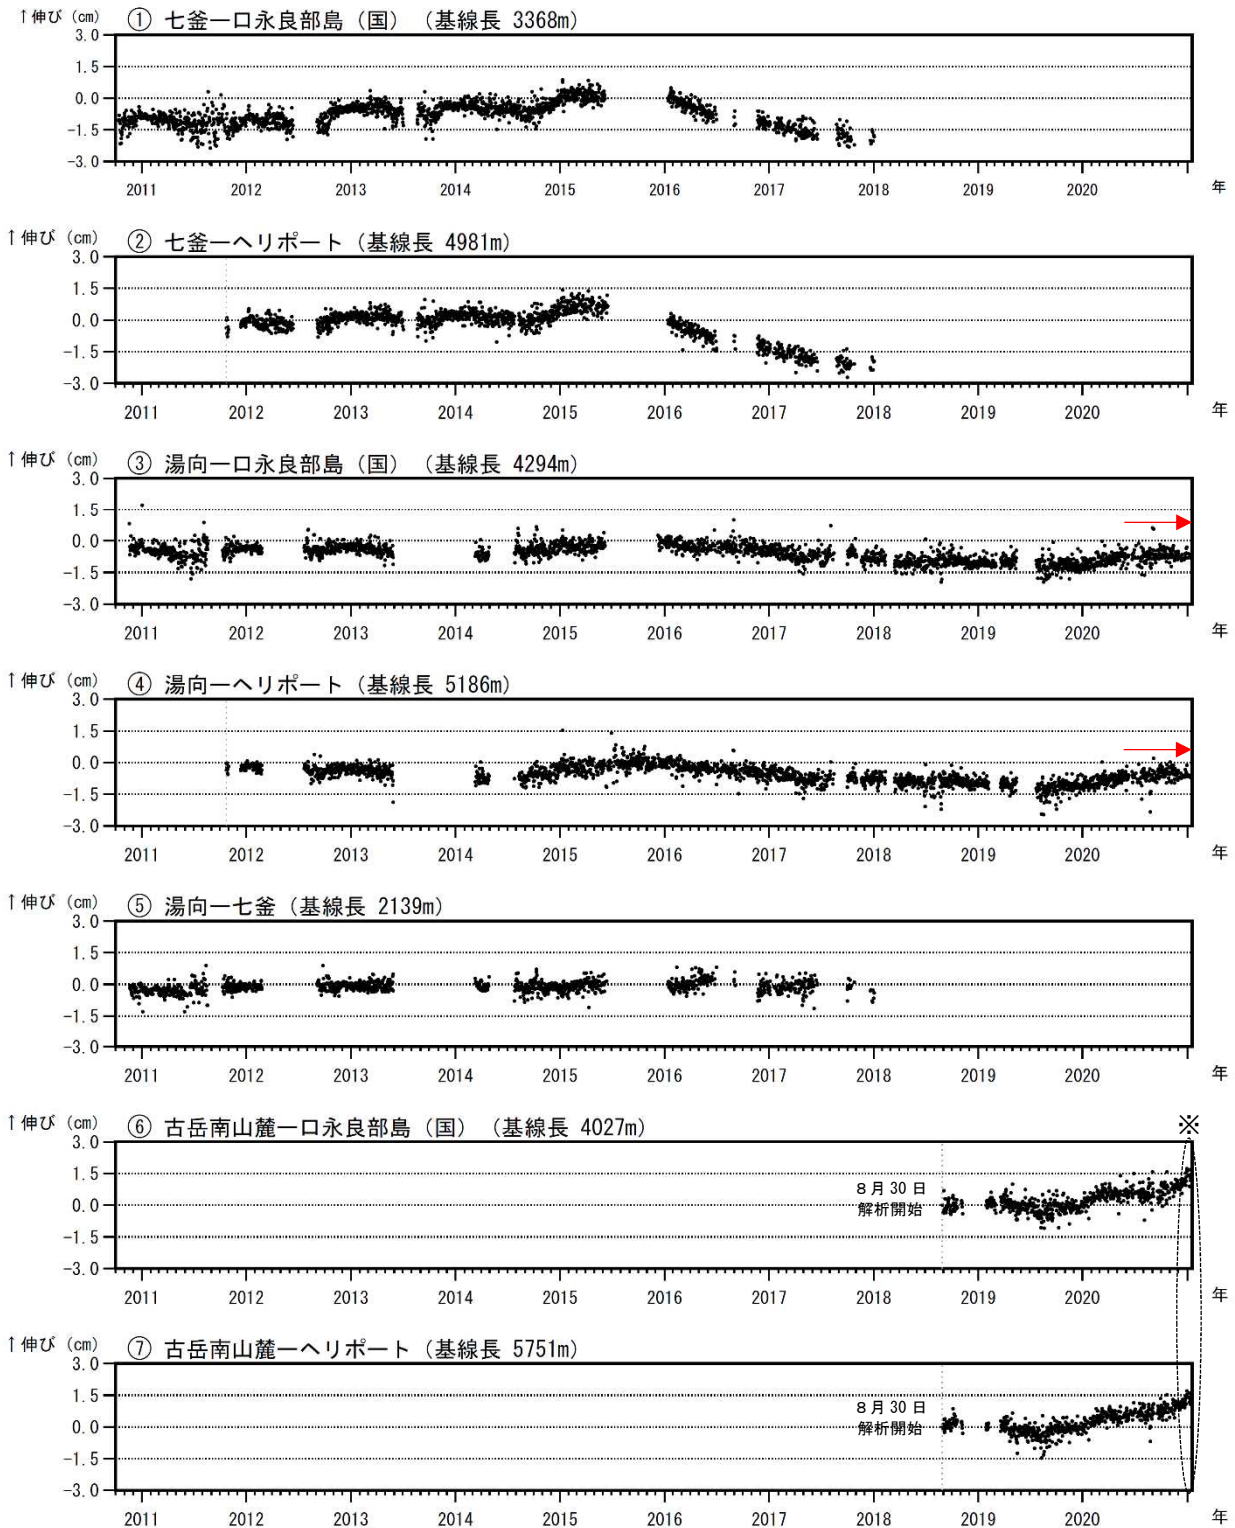 ↑伸び (cm) ① 七釜ー口永良部島（国）（基線長 3368m）
3.0
1.5
0.0
-1.5
-3.0
2011 2012 2013 2014 2015 2016 2017 2018 2019 2020 年
↑伸び (cm) ② 七釜ーヘリポート（基線長 4981m）
3.0
1.5
0.0
-1.5
-3.0
2011 2012 2013 2014 2015 2016 2017 2018 2019 2020 年
↑伸び (cm) ③ 湯向ー口永良部島（国）（基線長 4294m）
3.0
1.5
0.0
-1.5
-3.0
2011 2012 2013 2014 2015 2016 2017 2018 2019 2020 年
↑伸び (cm) ④ 湯向ーヘリポート（基線長 5186m）
3.0
1.5
0.0
-1.5
-3.0
2011 2012 2013 2014 2015 2016 2017 2018 2019 2020 年
↑伸び (cm) ⑤ 湯向ー七釜（基線長 2139m）
3.0
1.5
0.0
-1.5
-3.0
2011 2012 2013 2014 2015 2016 2017 2018 2019 2020 年
↑伸び (cm) ⑥ 古岳南山麓ー口永良部島（国）（基線長 4027m） ※
3.0
1.5
8月30日
0.0
解析開始
-1.5
-3.0
2011 2012 2013 2014 2015 2016 2017 2018 2019 2020 年
↑伸び (cm) ⑦ 古岳南山麓ーヘリポート（基線長 5751m）
3.0
1.5
8月30日
0.0
解析開始
-1.5
-3.0
2011 2012 2013 2014 2015 2016 2017 2018 2019 2020 年